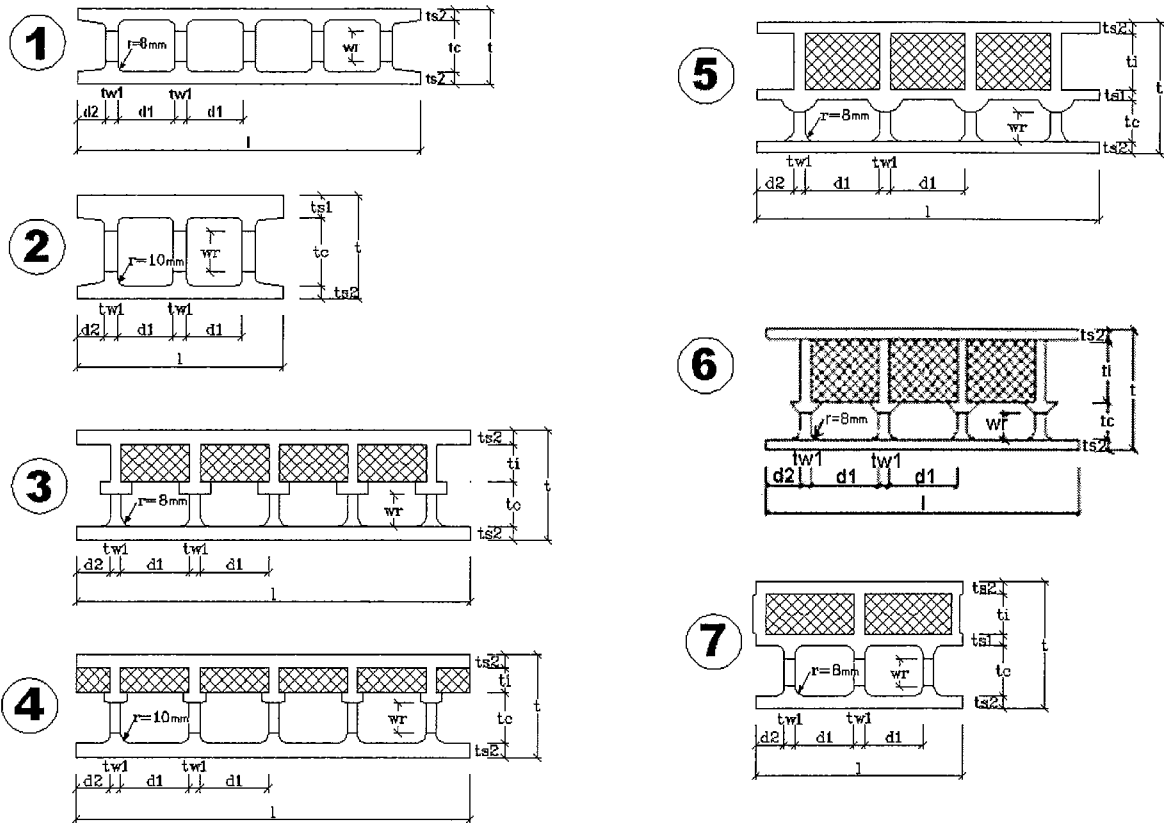 1
r=8mm
wr
ts2
tc
t
ts2
tw1 tw1
d2 d1 d1
l
2
r=10mm
wr
ts1
tc
t
ts2
tw1 tw1
d2 d1 d1
l
3
r=8mm
wr
ts2
ti
tc
t
ts2
tw1 tw1
d2 d1 d1
l
4
r=10mm
wr
ts2
ti
tc
t
ts2
tw1 tw1
d2 d1 d1
l
5
r=8mm
wr
ts2
ti
ts1
tc
t
ts2
tw1 tw1
d2 d1 d1
l
6
r=8mm
wr
ts2
ti
tc
t
ts2
tw1 tw1
d2 d1 d1
l
7
r=8mm
wr
ts2
ti
ts1
tc
t
ts2
tw1 tw1
d2 d1 d1
l